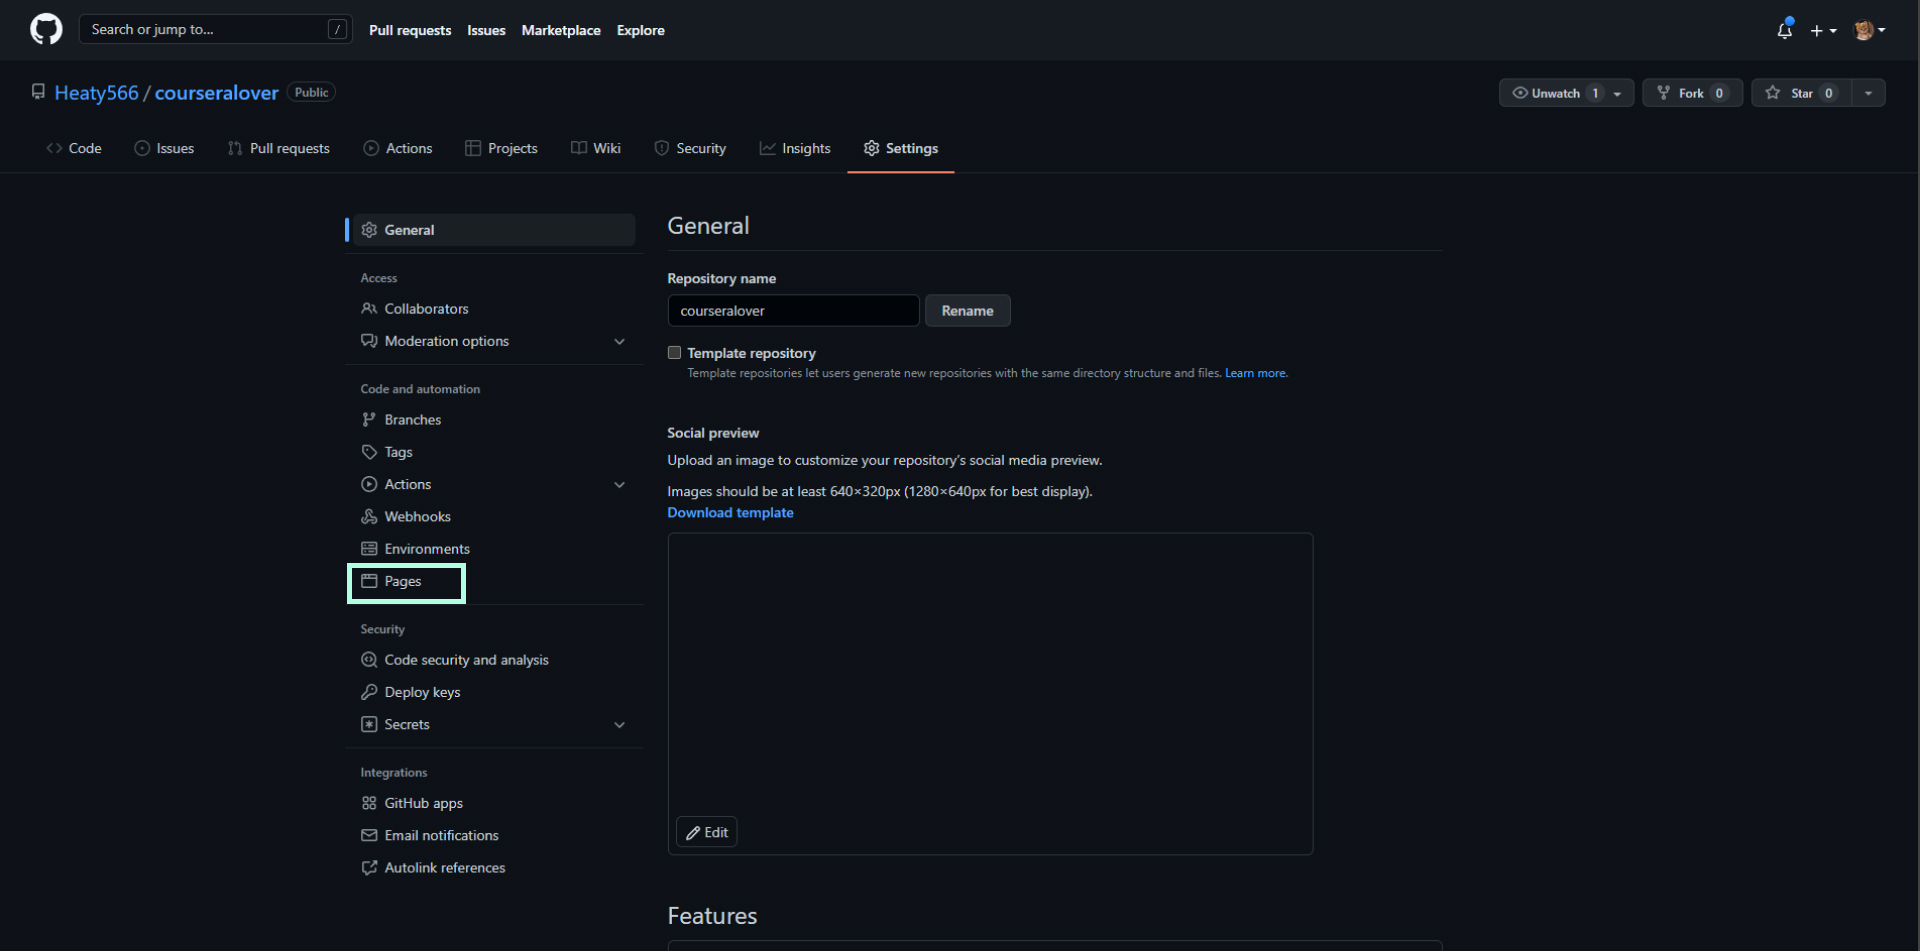 Search or jump to... /
Pull requests Issues Marketplace Explore
Heaty566 / courseralover Public
Unwatch 1 Fork 0 Star 0
Code Issues Pull requests Actions Projects Wiki Security Insights Settings
General
Access
Collaborators
Moderation options
Code and automation
Branches
Tags
Actions
Webhooks
Environments
Pages
Security
Code security and analysis
Deploy keys
Secrets
Integrations
GitHub apps
Email notifications
Autolink references
General
Repository name
courseralover Rename
Template repository
Template repositories let users generate new repositories with the same directory structure and files. Learn more.
Social preview
Upload an image to customize your repository's social media preview.
Images should be at least 640×320px (1280×640px for best display).
Download template
Edit
Features